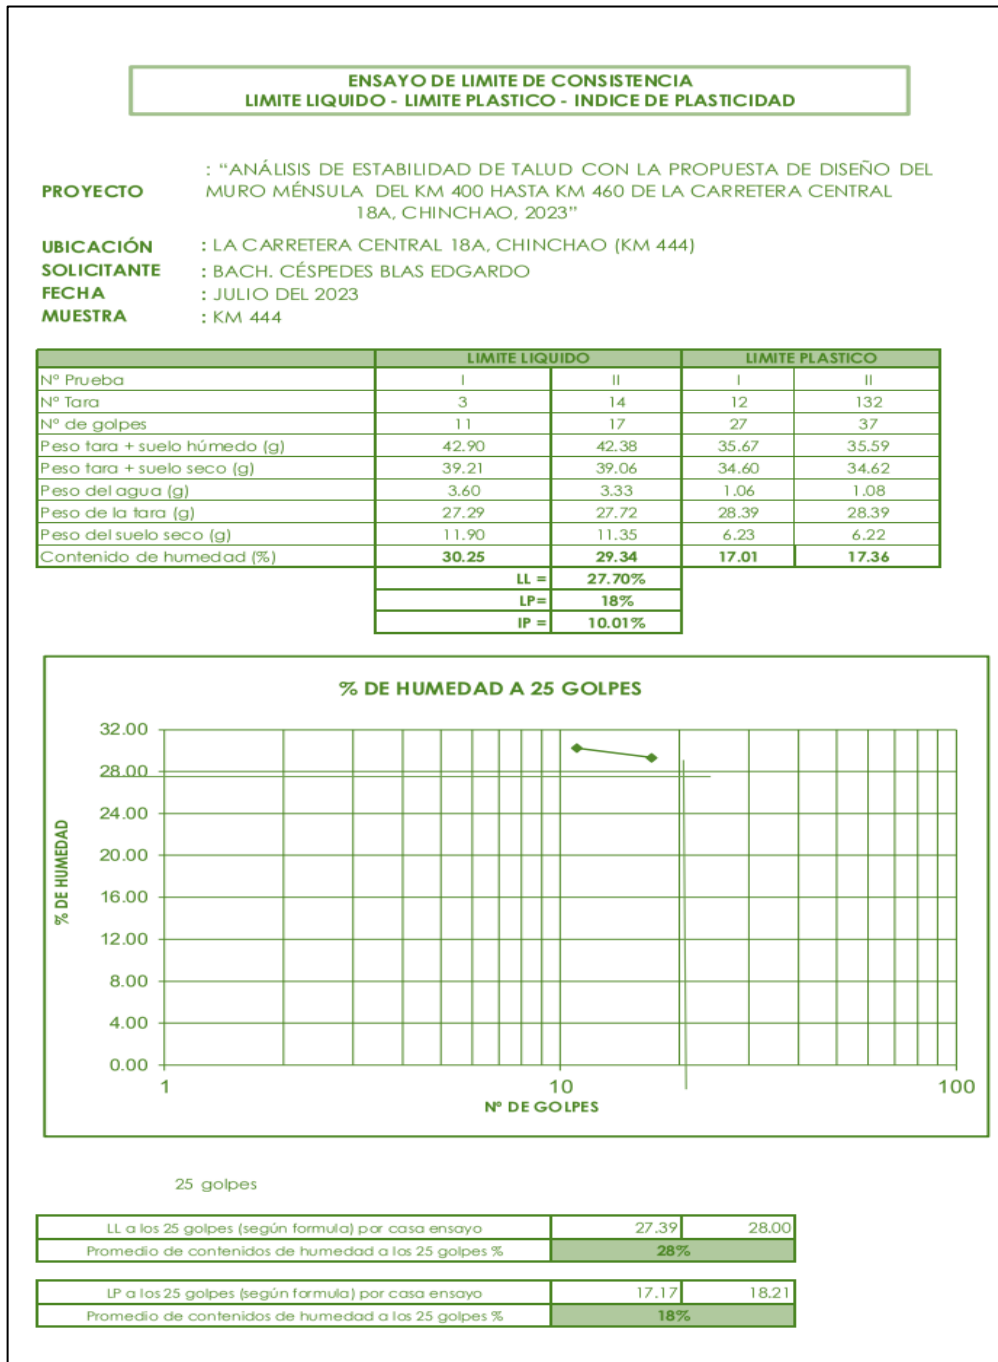 ENSAYO DE LIMITE DE CONSISTENCIA
LIMITE LIQUIDO - LIMITE PLASTICO - INDICE DE PLASTICIDAD
PROYECTO : “ANÁLISIS DE ESTABILIDAD DE TALUD CON LA PROPUESTA DE DISEÑO DEL
MURO MÉNSULA DEL KM 400 HASTA KM 460 DE LA CARRETERA CENTRAL
18A, CHINCHAO, 2023”
UBICACIÓN : LA CARRETERA CENTRAL 18A, CHINCHAO (KM 444)
SOLICITANTE : BACH. CÉSPEDES BLAS EDGARDO
FECHA : JULIO DEL 2023
MUESTRA : KM 444
LIMITE LIQUIDO LIMITE PLASTICO
Nº Prueba I II I II
Nº Tara 3 14 12 132
Nº de golpes 11 17 27 37
Peso tara + suelo húmedo (g) 42.90 42.38 35.67 35.59
Peso tara + suelo seco (g) 39.21 39.06 34.60 34.62
Peso del agua (g) 3.60 3.33 1.06 1.08
Peso de la tara (g) 27.29 27.72 28.39 28.39
Peso del suelo seco (g) 11.90 11.35 6.23 6.22
Contenido de humedad (%) 30.25 29.34 17.01 17.36
LL = 27.70%
LP= 18%
IP = 10.01%
% DE HUMEDAD A 25 GOLPES
% DE HUMEDAD
32.00
28.00
24.00
20.00
16.00
12.00
8.00
4.00
0.00
1 10 100
Nº DE GOLPES
25 golpes
LL a los 25 golpes (según formula) por casa ensayo 27.39 28.00
Promedio de contenidos de humedad a los 25 golpes % 28%
LP a los 25 golpes (según formula) por casa ensayo 17.17 18.21
Promedio de contenidos de humedad a los 25 golpes % 18%